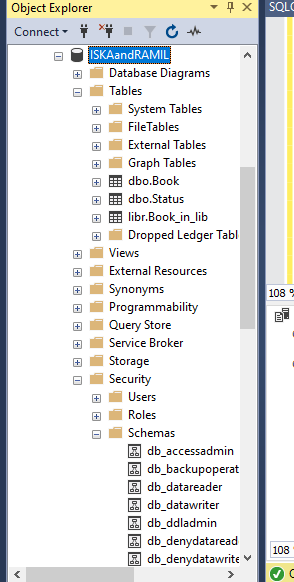 Object Explorer
SQLQ
Connect
ISKAandRAMIL
Database Diagrams
Tables
System Tables
FileTables
External Tables
Graph Tables
dbo.Book
dbo.Status
libr.Book_in_lib
Dropped Ledger Tabl
Views
External Resources
Synonyms
Programmability
Query Store
Service Broker
Storage
Security
Users
Roles
Schemas
db_accessadmin
db_backupoperat
db_datareader
db_datawriter
db_ddladmin
db_denydatareade
db_denydatawrite
108 %
108